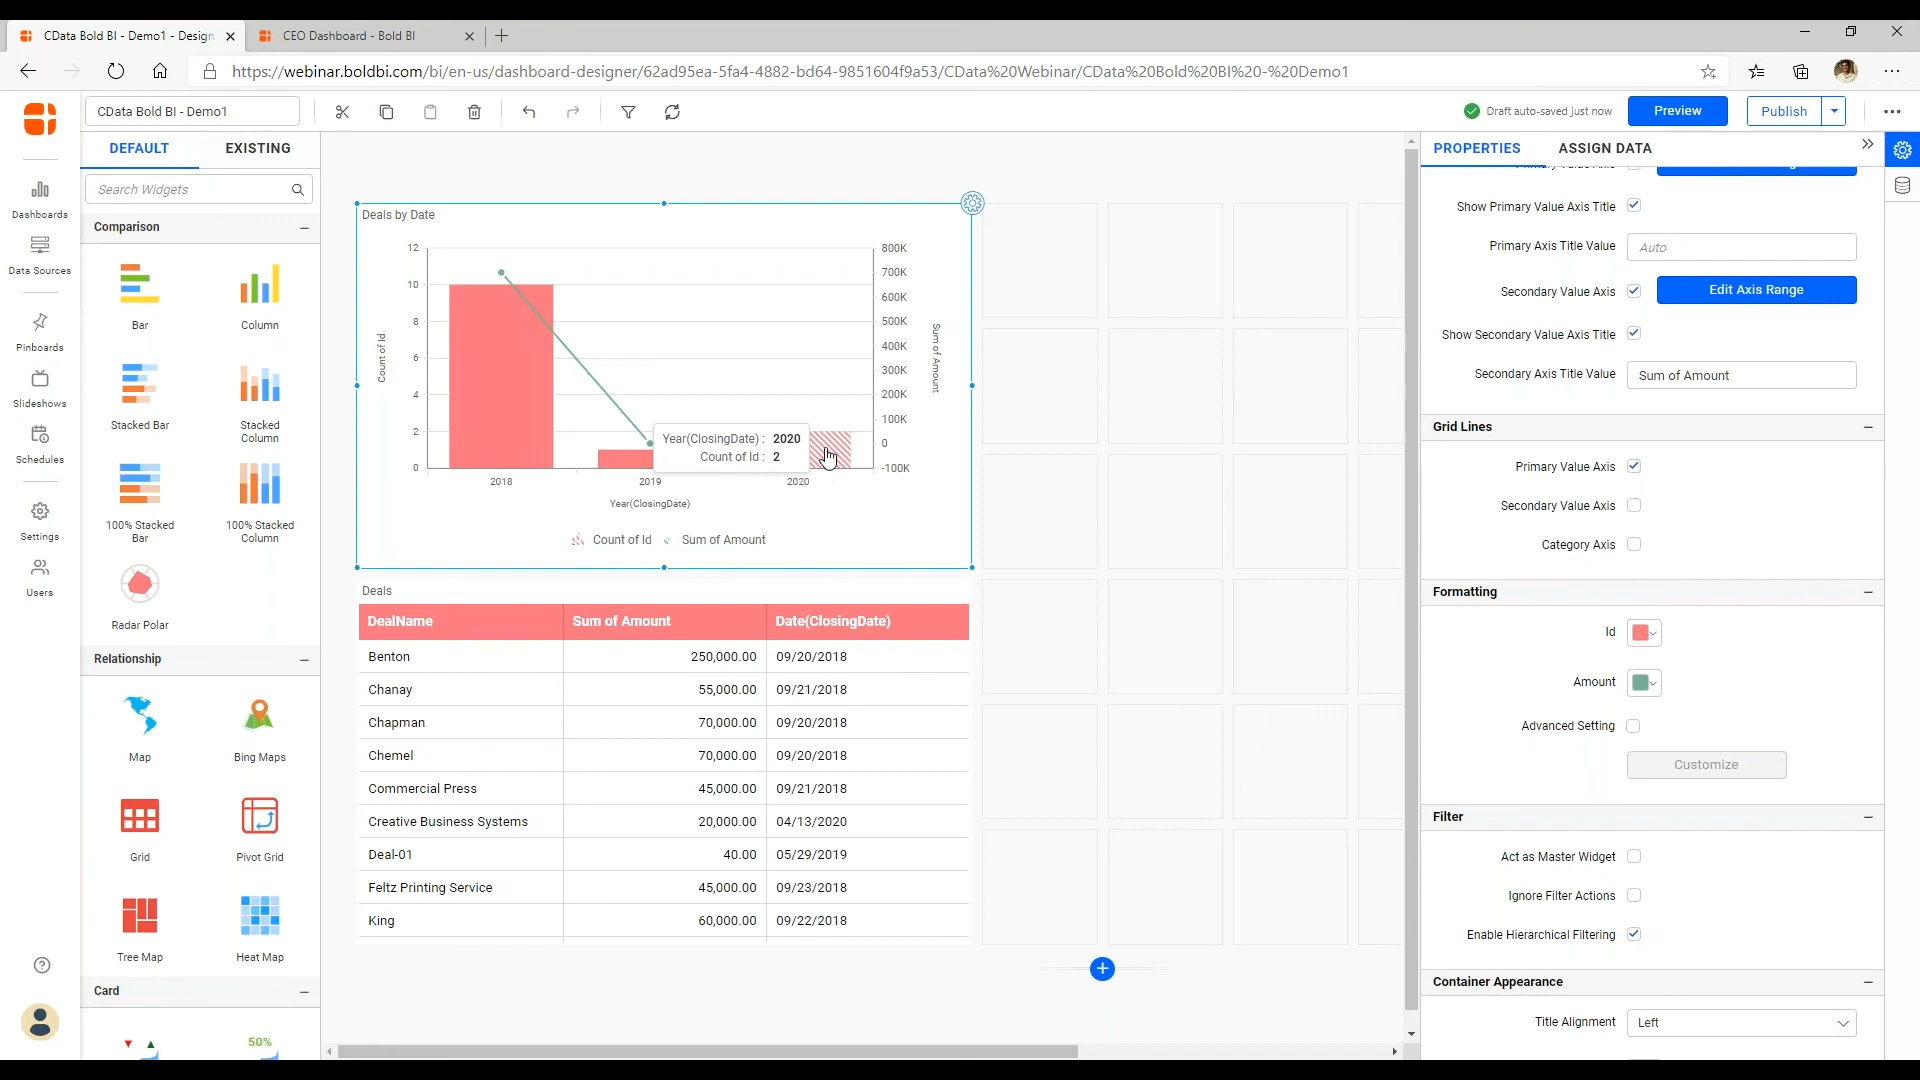 CData Bold BI - Demo1 - Design
CEO Dashboard - Bold BI
https://webinar.boldbi.com/bi/en-us/dashboard-designer/62ad95ea-5fa4-4882-bd64-9851604f9a53/CData%20Webinar/CData%20Bold%20BI%20-%20Demo1
CData Bold BI - Demo1
Draft auto-saved just now
Preview
Publish
Dashboards
Data Sources
Pinboards
Slideshows
Schedules
Settings
Users
DEFAULT
EXISTING
Search Widgets
Comparison
Bar
Column
Stacked Bar
Stacked
Column
100% Stacked
Bar
100% Stacked
Column
Radar Polar
Relationship
Map
Bing Maps
Grid
Pivot Grid
Tree Map
Heat Map
Card
50%
Deals by Date
12
10
8
6
4
2
0
Count of Id
800K
700K
600K
500K
400K
300K
200K
100K
0
-100K
Sum of Amount
Year(ClosingDate) : 2020
Count of Id : 2
2018
2019
2020
Year(ClosingDate)
Count of Id
Sum of Amount
Deals
DealName Sum of Amount Date(ClosingDate)
Benton 250,000.00 09/20/2018
Chanay 55,000.00 09/21/2018
Chapman 70,000.00 09/20/2018
Chemel 70,000.00 09/20/2018
Commercial Press 45,000.00 09/21/2018
Creative Business Systems 20,000.00 04/13/2020
Deal-01 40.00 05/29/2019
Feltz Printing Service 45,000.00 09/23/2018
King 60,000.00 09/22/2018
PROPERTIES
ASSIGN DATA
Show Primary Value Axis Title
Primary Axis Title Value Auto
Secondary Value Axis Edit Axis Range
Show Secondary Value Axis Title
Secondary Axis Title Value Sum of Amount
Grid Lines
Primary Value Axis
Secondary Value Axis
Category Axis
Formatting
Id
Amount
Advanced Setting
Customize
Filter
Act as Master Widget
Ignore Filter Actions
Enable Hierarchical Filtering
Container Appearance
Title Alignment Left